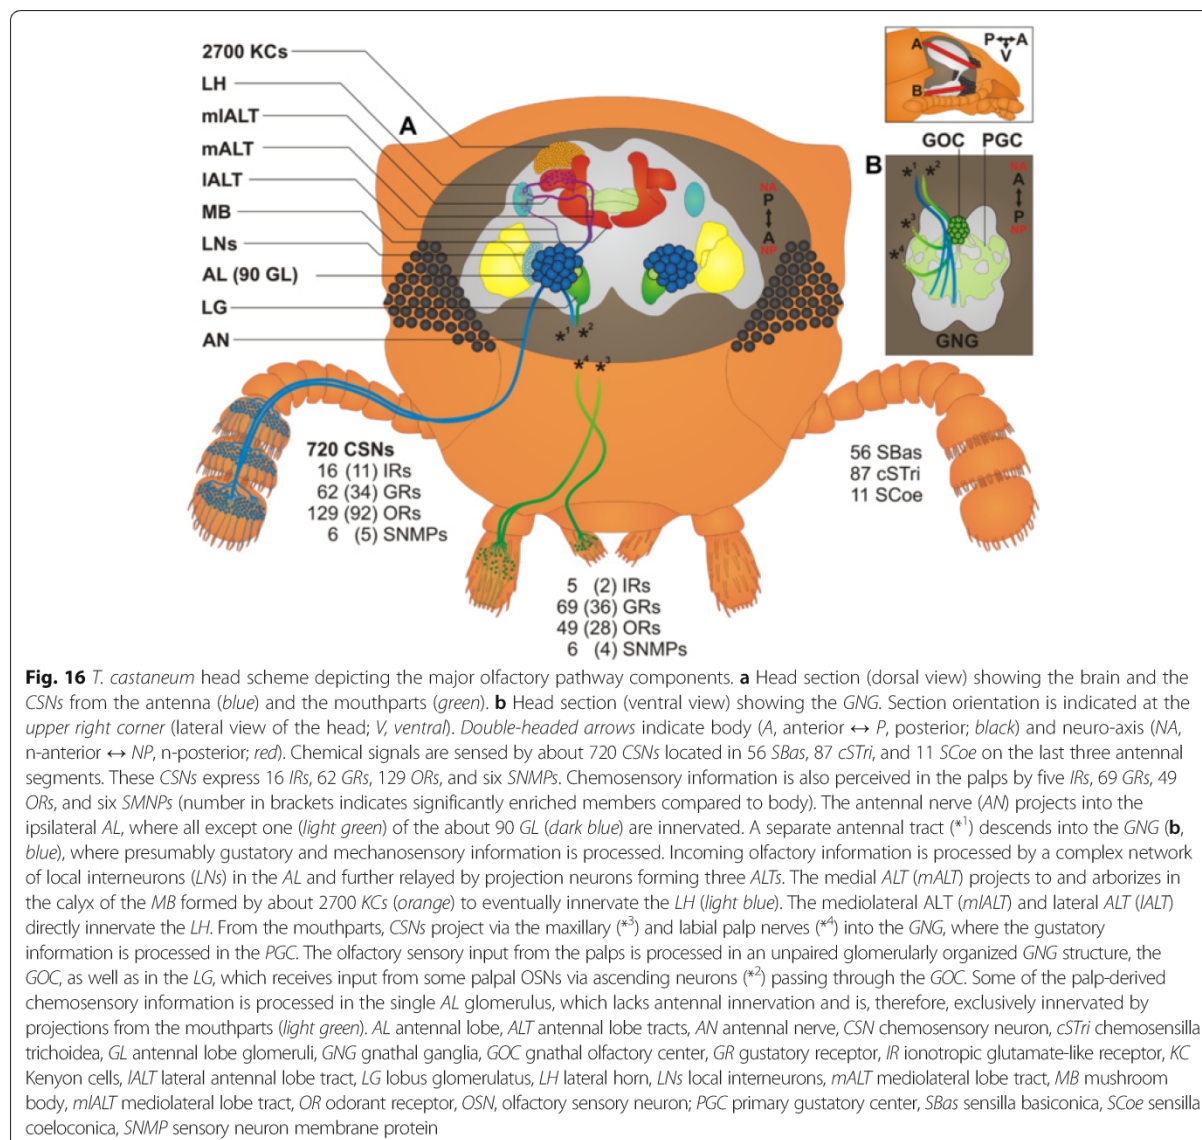 2700 KCs
LH
mlALT
mALT
lALT
MB
LNs
AL (90 GL)
LG
AN
A
NA
P
A
NP
*1 *2
*4 *3
720 CSNs
16 (11) IRs
62 (34) GRs
129 (92) ORs
6 (5) SNMPs
5 (2) IRs
69 (36) GRs
49 (28) ORs
6 (4) SNMPs
56 SBas
87 cSTri
11 SCoe
A
B
P A
V
GOC PGC
B
*1 *2
*3
*4
NA
A
P
NP
GNG
Fig. 16 T. castaneum head scheme depicting the major olfactory pathway components. a Head section (dorsal view) showing the brain and the
CSNs from the antenna (blue) and the mouthparts (green). b Head section (ventral view) showing the GNG. Section orientation is indicated at the
upper right corner (lateral view of the head; V, ventral). Double-headed arrows indicate body (A, anterior ↔ P, posterior; black) and neuro-axis (NA,
n-anterior ↔ NP, n-posterior; red). Chemical signals are sensed by about 720 CSNs located in 56 SBas, 87 cSTri, and 11 SCoe on the last three antennal
segments. These CSNs express 16 IRs, 62 GRs, 129 ORs, and six SNMPs. Chemosensory information is also perceived in the palps by five IRs, 69 GRs, 49
ORs, and six SMNPs (number in brackets indicates significantly enriched members compared to body). The antennal nerve (AN) projects into the
ipsilateral AL, where all except one (light green) of the about 90 GL (dark blue) are innervated. A separate antennal tract (*1) descends into the GNG (b,
blue), where presumably gustatory and mechanosensory information is processed. Incoming olfactory information is processed by a complex network
of local interneurons (LNs) in the AL and further relayed by projection neurons forming three ALTs. The medial ALT (mALT) projects to and arborizes in
the calyx of the MB formed by about 2700 KCs (orange) to eventually innervate the LH (light blue). The mediolateral ALT (mlALT) and lateral ALT (lALT)
directly innervate the LH. From the mouthparts, CSNs project via the maxillary (*3) and labial palp nerves (*4) into the GNG, where the gustatory
information is processed in the PGC. The olfactory sensory input from the palps is processed in an unpaired glomerularly organized GNG structure, the
GOC, as well as in the LG, which receives input from some palpal OSNs via ascending neurons (*2) passing through the GOC. Some of the palp-derived
chemosensory information is processed in the single AL glomerulus, which lacks antennal innervation and is, therefore, exclusively innervated by
projections from the mouthparts (light green). AL antennal lobe, ALT antennal lobe tracts, AN antennal nerve, CSN chemosensory neuron, cSTri chemosensilla
trichoidea, GL antennal lobe glomeruli, GNG gnathal ganglia, GOC gnathal olfactory center, GR gustatory receptor, IR ionotropic glutamate-like receptor, KC
Kenyon cells, lALT lateral antennal lobe tract, LG lobus glomerulatus, LH lateral horn, LNs local interneurons, mALT mediolateral lobe tract, MB mushroom
body, mlALT mediolateral lobe tract, OR odorant receptor, OSN, olfactory sensory neuron; PGC primary gustatory center, SBas sensilla basiconica, SCoe sensilla
coeloconica, SNMP sensory neuron membrane protein